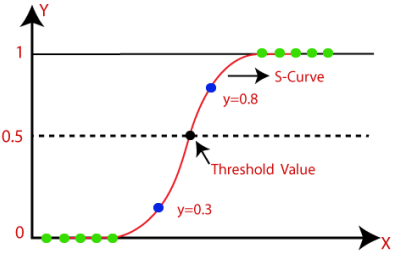 Y
1
S-Curve
y=0.8
0.5
Threshold Value
y=0.3
0
X